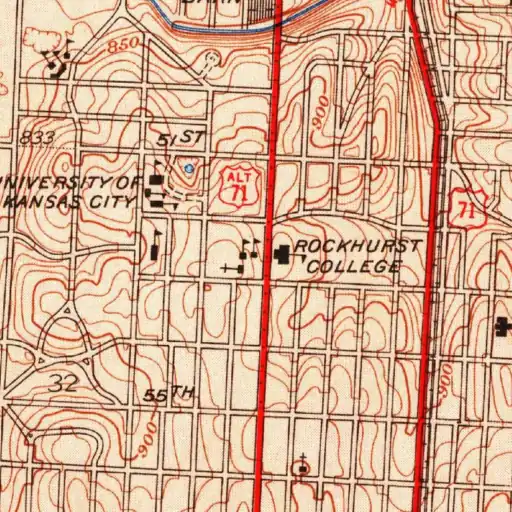 850
900
51ST
833
UNIVERSITY OF
KANSAS CITY
ALT
71
71
ROCKHURST
COLLEGE
32
55TH
900
900